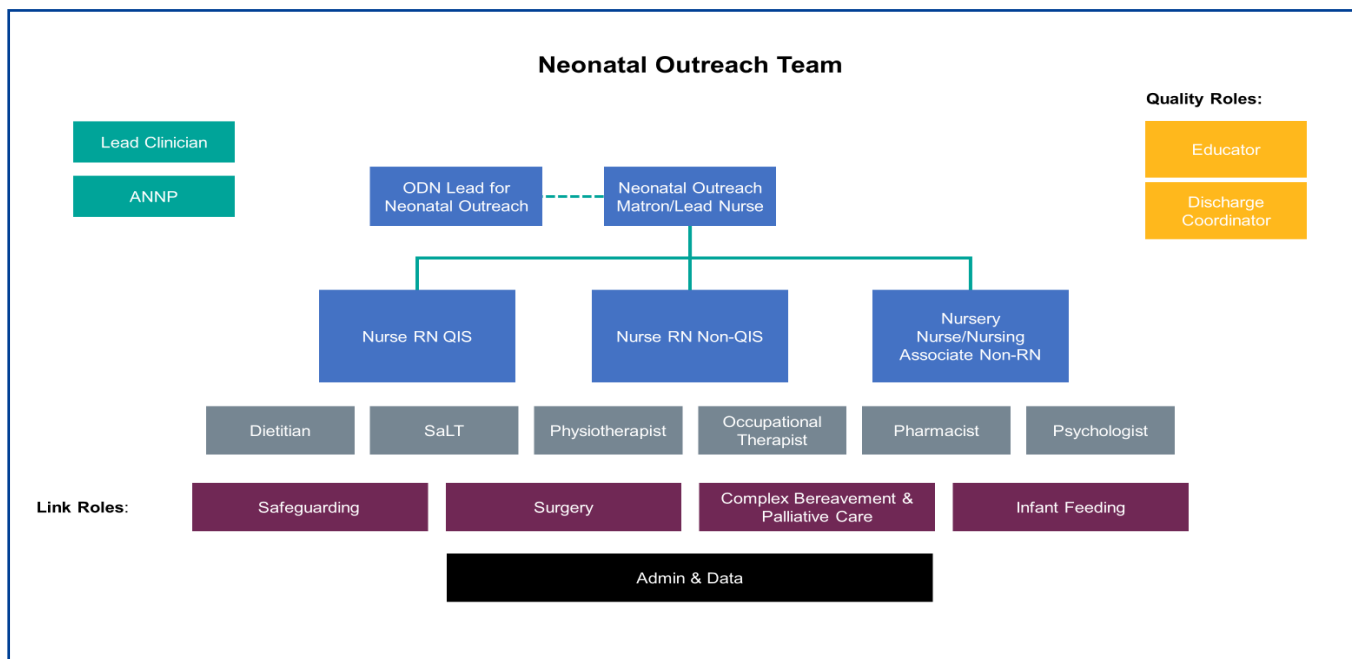 Neonatal Outreach Team
Quality Roles:
Lead Clinician
ANNP
Educator
Discharge
Coordinator
ODN Lead for
Neonatal Outreach
Neonatal Outreach
Matron/Lead Nurse
Nurse RN QIS
Nurse RN Non-QIS
Nursery
Nurse/Nursing
Associate Non-RN
Dietitian
SaLT
Physiotherapist
Occupational
Therapist
Pharmacist
Psychologist
Link Roles:
Safeguarding
Surgery
Complex Bereavement &
Palliative Care
Infant Feeding
Admin & Data